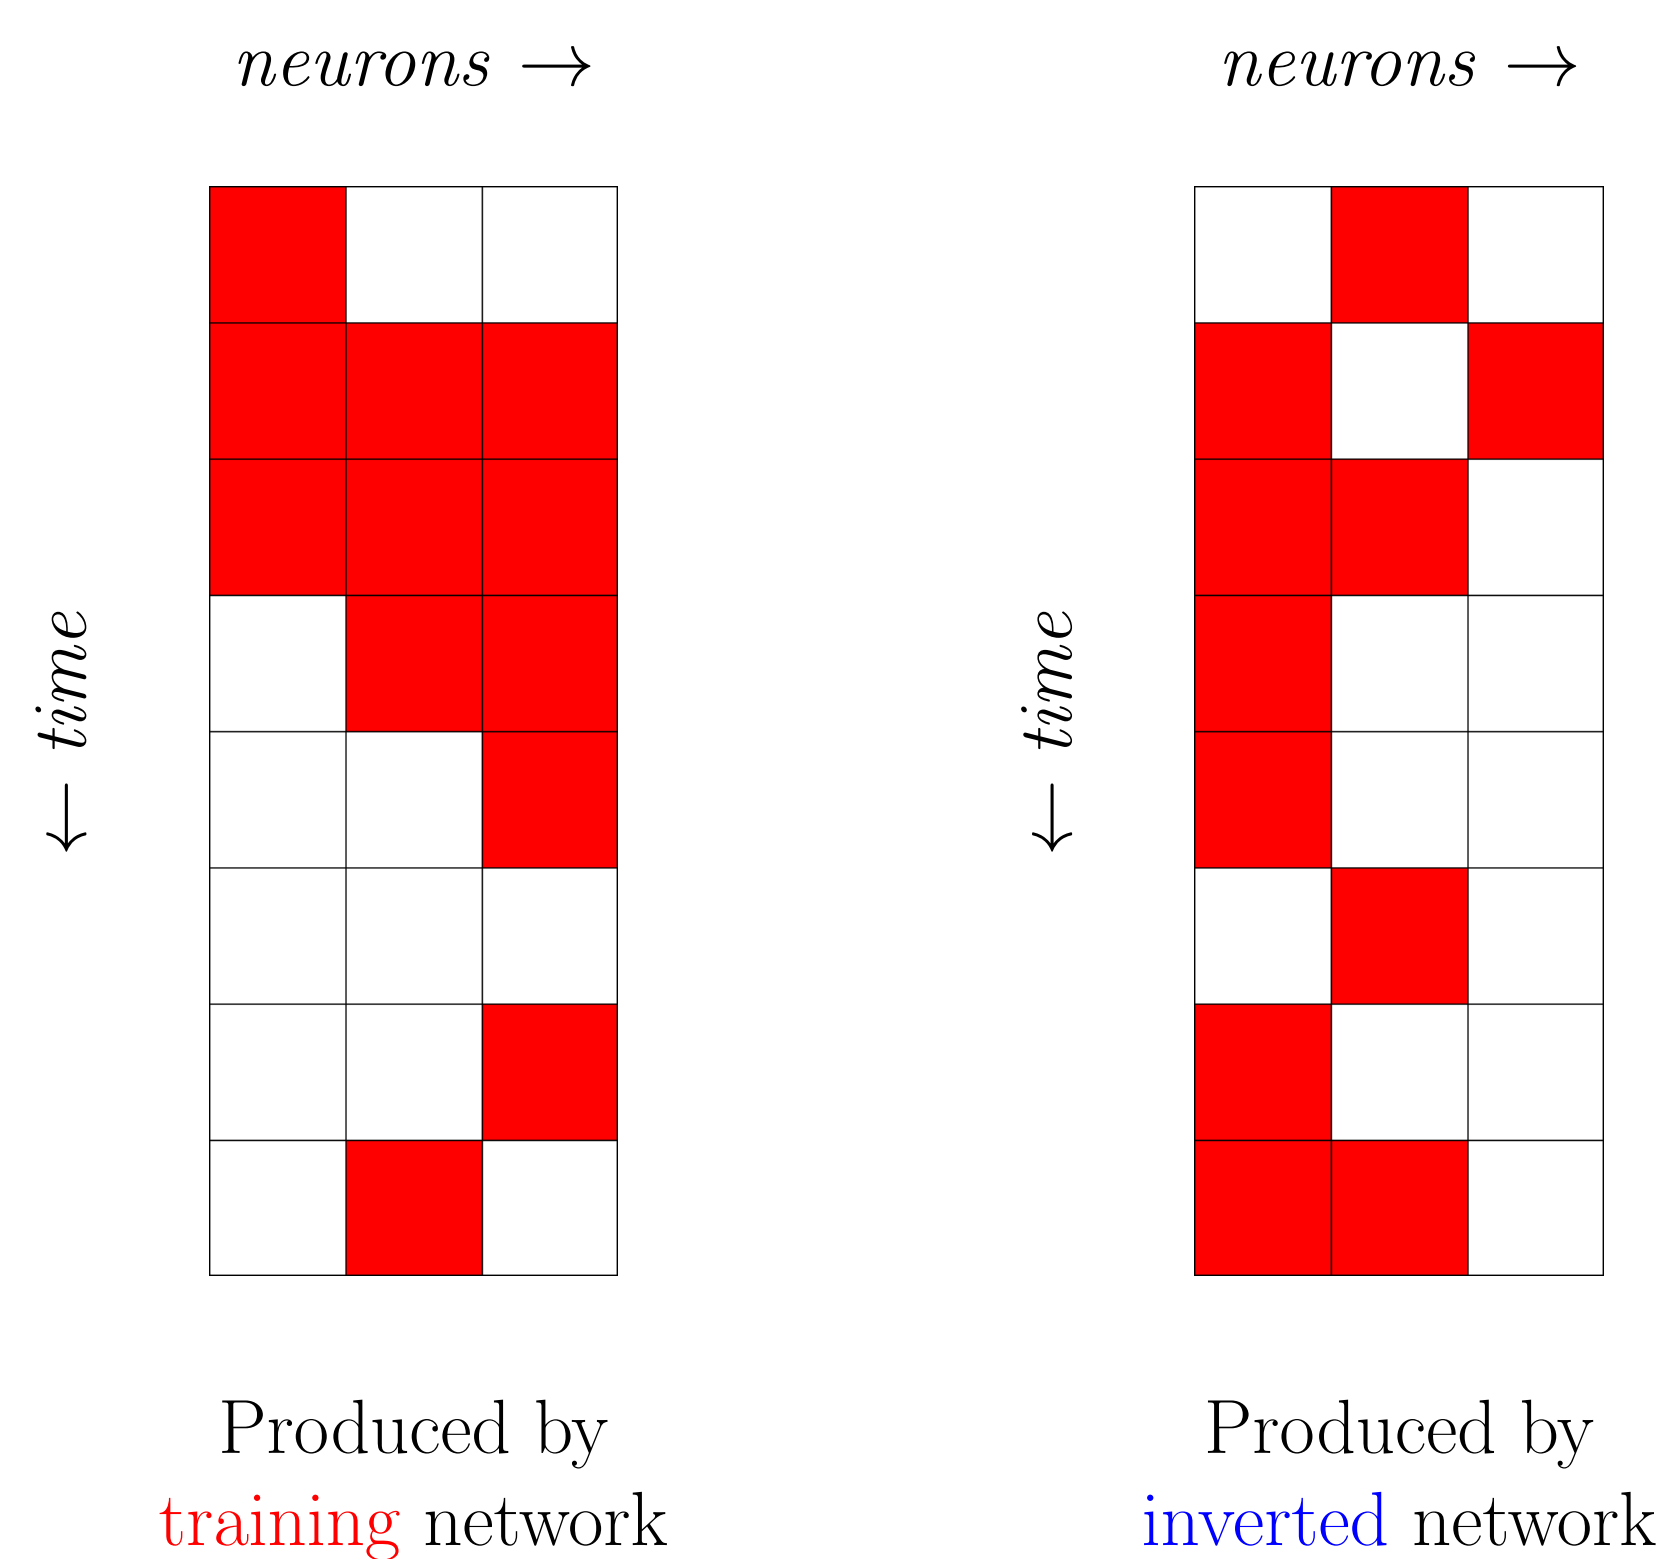 neurons →
neurons →
← time
← time
Produced by
training network
Produced by
inverted network